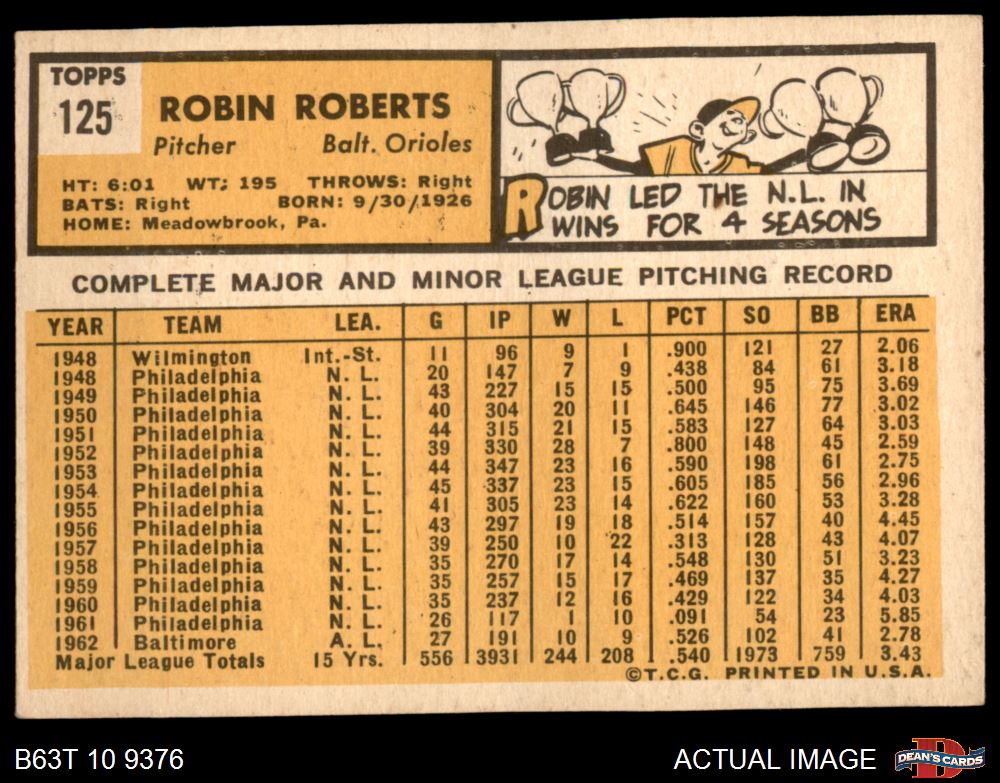 TOPPS
125
ROBIN ROBERTS
Pitcher Balt. Orioles
HT: 6:01 WT: 195 THROWS: Right
BATS: Right BORN: 9/30/1926
HOME: Meadowbrook, Pa.
ROBIN LED THE N.L. IN
WINS FOR 4 SEASONS
COMPLETE MAJOR AND MINOR LEAGUE PITCHING RECORD
YEAR TEAM LEA. G IP W L PCT SO BB ERA
1948 Wilmington Int.-St. 11 96 9 1 .900 121 27 2.06
1948 Philadelphia N. L. 20 147 7 9 .438 84 61 3.18
1949 Philadelphia N. L. 43 227 15 15 .500 95 75 3.69
1950 Philadelphia N. L. 40 304 20 11 .645 146 77 3.02
1951 Philadelphia N. L. 44 315 21 15 .583 127 64 3.03
1952 Philadelphia N. L. 39 330 28 7 .800 148 45 2.59
1953 Philadelphia N. L. 44 347 23 16 .590 198 61 2.75
1954 Philadelphia N. L. 45 337 23 15 .605 185 56 2.96
1955 Philadelphia N. L. 41 305 23 14 .622 160 53 3.28
1956 Philadelphia N. L. 43 297 19 18 .514 157 40 4.45
1957 Philadelphia N. L. 39 250 10 22 .313 128 43 4.07
1958 Philadelphia N. L. 35 270 17 14 .548 130 51 3.23
1959 Philadelphia N. L. 35 257 15 17 .469 137 35 4.27
1960 Philadelphia N. L. 35 237 12 16 .429 122 34 4.03
1961 Philadelphia N. L. 26 117 1 10 .091 54 23 5.85
1962 Baltimore A. L. 27 191 10 9 .526 102 41 2.78
Major League Totals 15 Yrs. 556 3931 244 208 .540 1973 759 3.43
©T.C.G. PRINTED IN U.S.A.
B63T 10 9376 ACTUAL IMAGE
D
DEAN'S CARDS